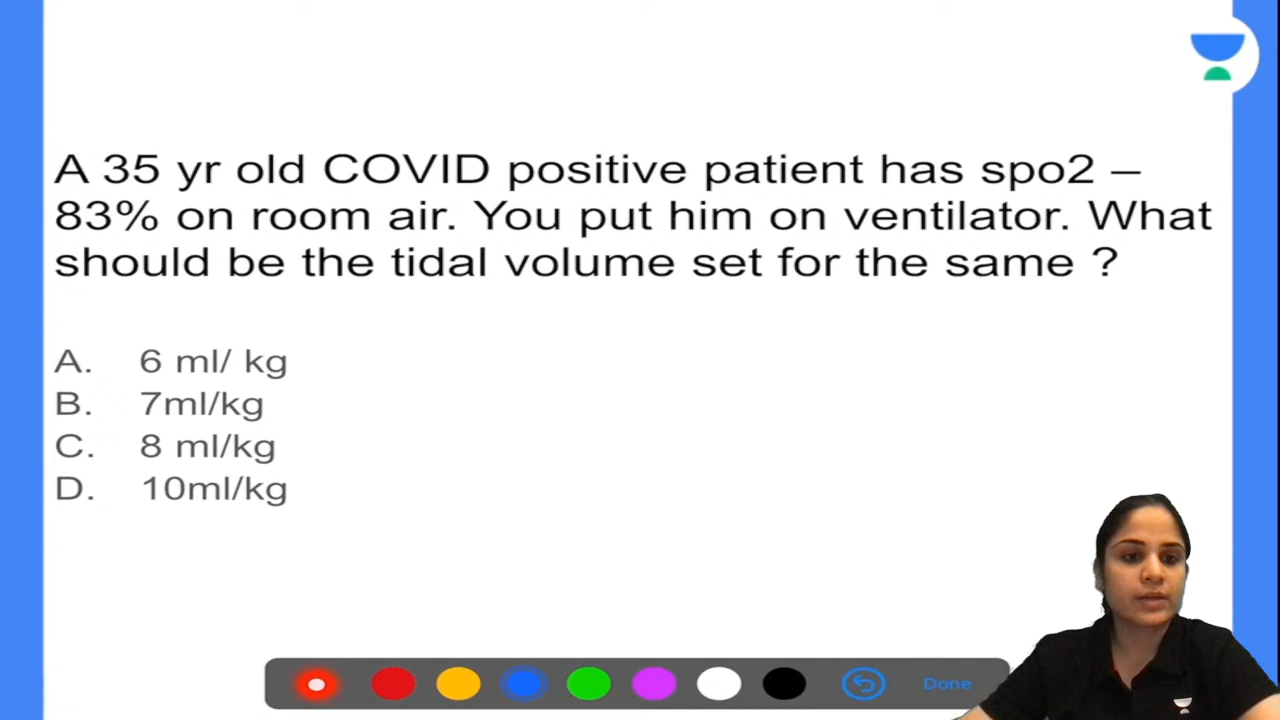 A 35 yr old COVID positive patient has spo2 –
83% on room air. You put him on ventilator. What
should be the tidal volume set for the same ?
A. 6 ml/ kg
B. 7ml/kg
C. 8 ml/kg
D. 10ml/kg
Done